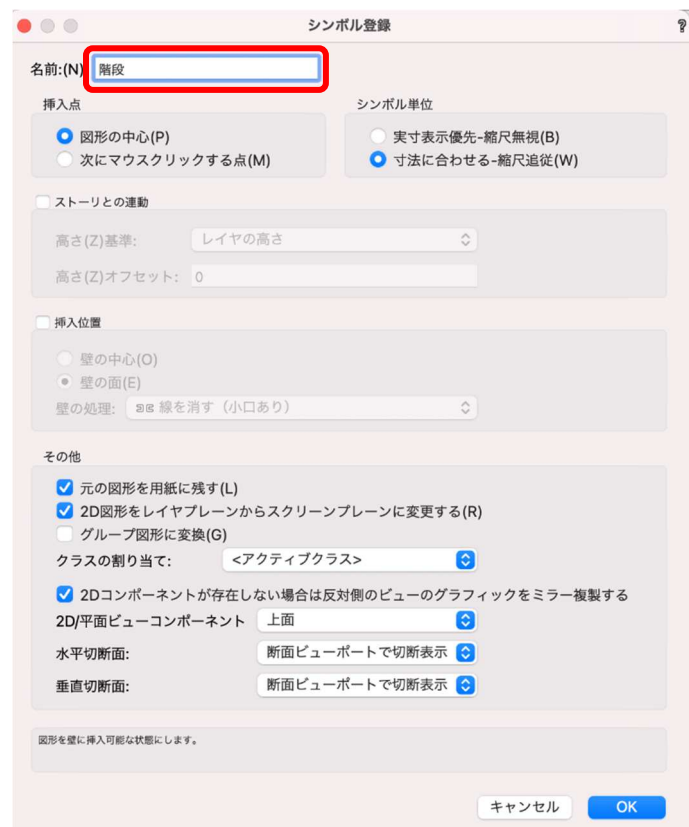 シンボル登録
?
名前:(N) 階段
挿入点
図形の中心(P)
次にマウスクリックする点(M)
シンボル単位
実寸表示優先-縮尺無視(B)
寸法に合わせる-縮尺追従(W)
ストーリとの連動
高さ(Z)基準: レイヤの高さ
高さ(Z)オフセット: 0
挿入位置
壁の中心(O)
壁の面(E)
壁の処理: 線を消す（小口あり）
その他
元の図形を用紙に残す(L)
2D図形をレイヤプレーンからスクリーンプレーンに変更する(R)
グループ図形に変換(G)
クラスの割り当て: <アクティブクラス>
2Dコンポーネントが存在しない場合は反対側のビューのグラフィックをミラー複製する
2D/平面ビューコンポーネント 上面
水平切断面: 断面ビューポートで切断表示
垂直切断面: 断面ビューポートで切断表示
図形を壁に挿入可能な状態にします。
キャンセル OK